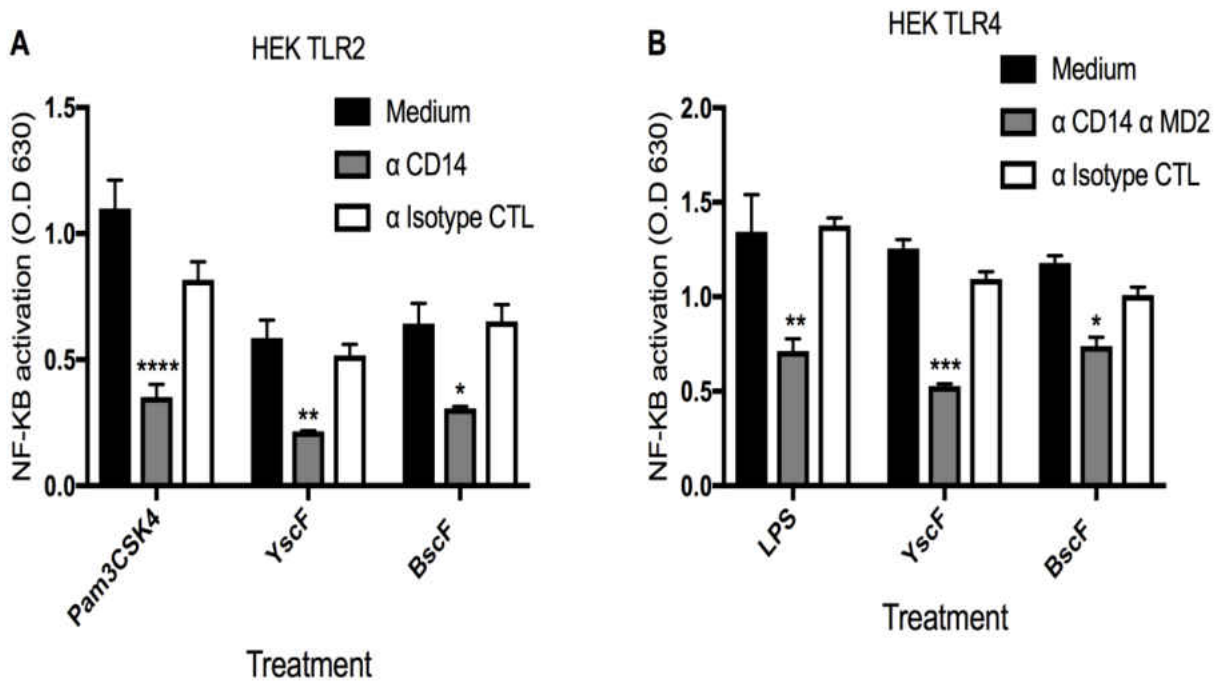 A
HEK TLR2
Medium
α CD14
α Isotype CTL
NF-KB activation (O.D 630)
1.5
1.0
0.5
0.0
Pam3CSK4
YscF
BscF
****
**
*
Treatment
B
HEK TLR4
Medium
α CD14 α MD2
α Isotype CTL
NF-KB activation (O.D 630)
2.0
1.5
1.0
0.5
0.0
**
***
*
LPS
YscF
BscF
Treatment